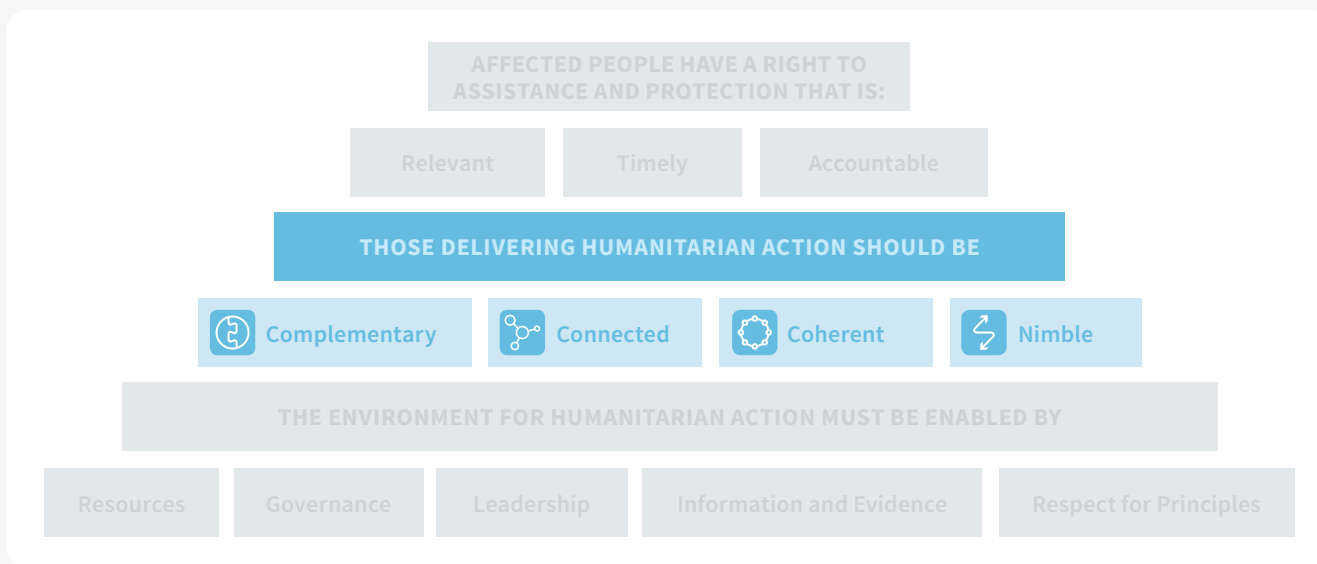 AFFECTED PEOPLE HAVE A RIGHT TO
ASSISTANCE AND PROTECTION THAT IS:
Relevant
Timely
Accountable
THOSE DELIVERING HUMANITARIAN ACTION SHOULD BE
Complementary
Connected
Coherent
Nimble
THE ENVIRONMENT FOR HUMANITARIAN ACTION MUST BE ENABLED BY
Resources
Governance
Leadership
Information and Evidence
Respect for Principles